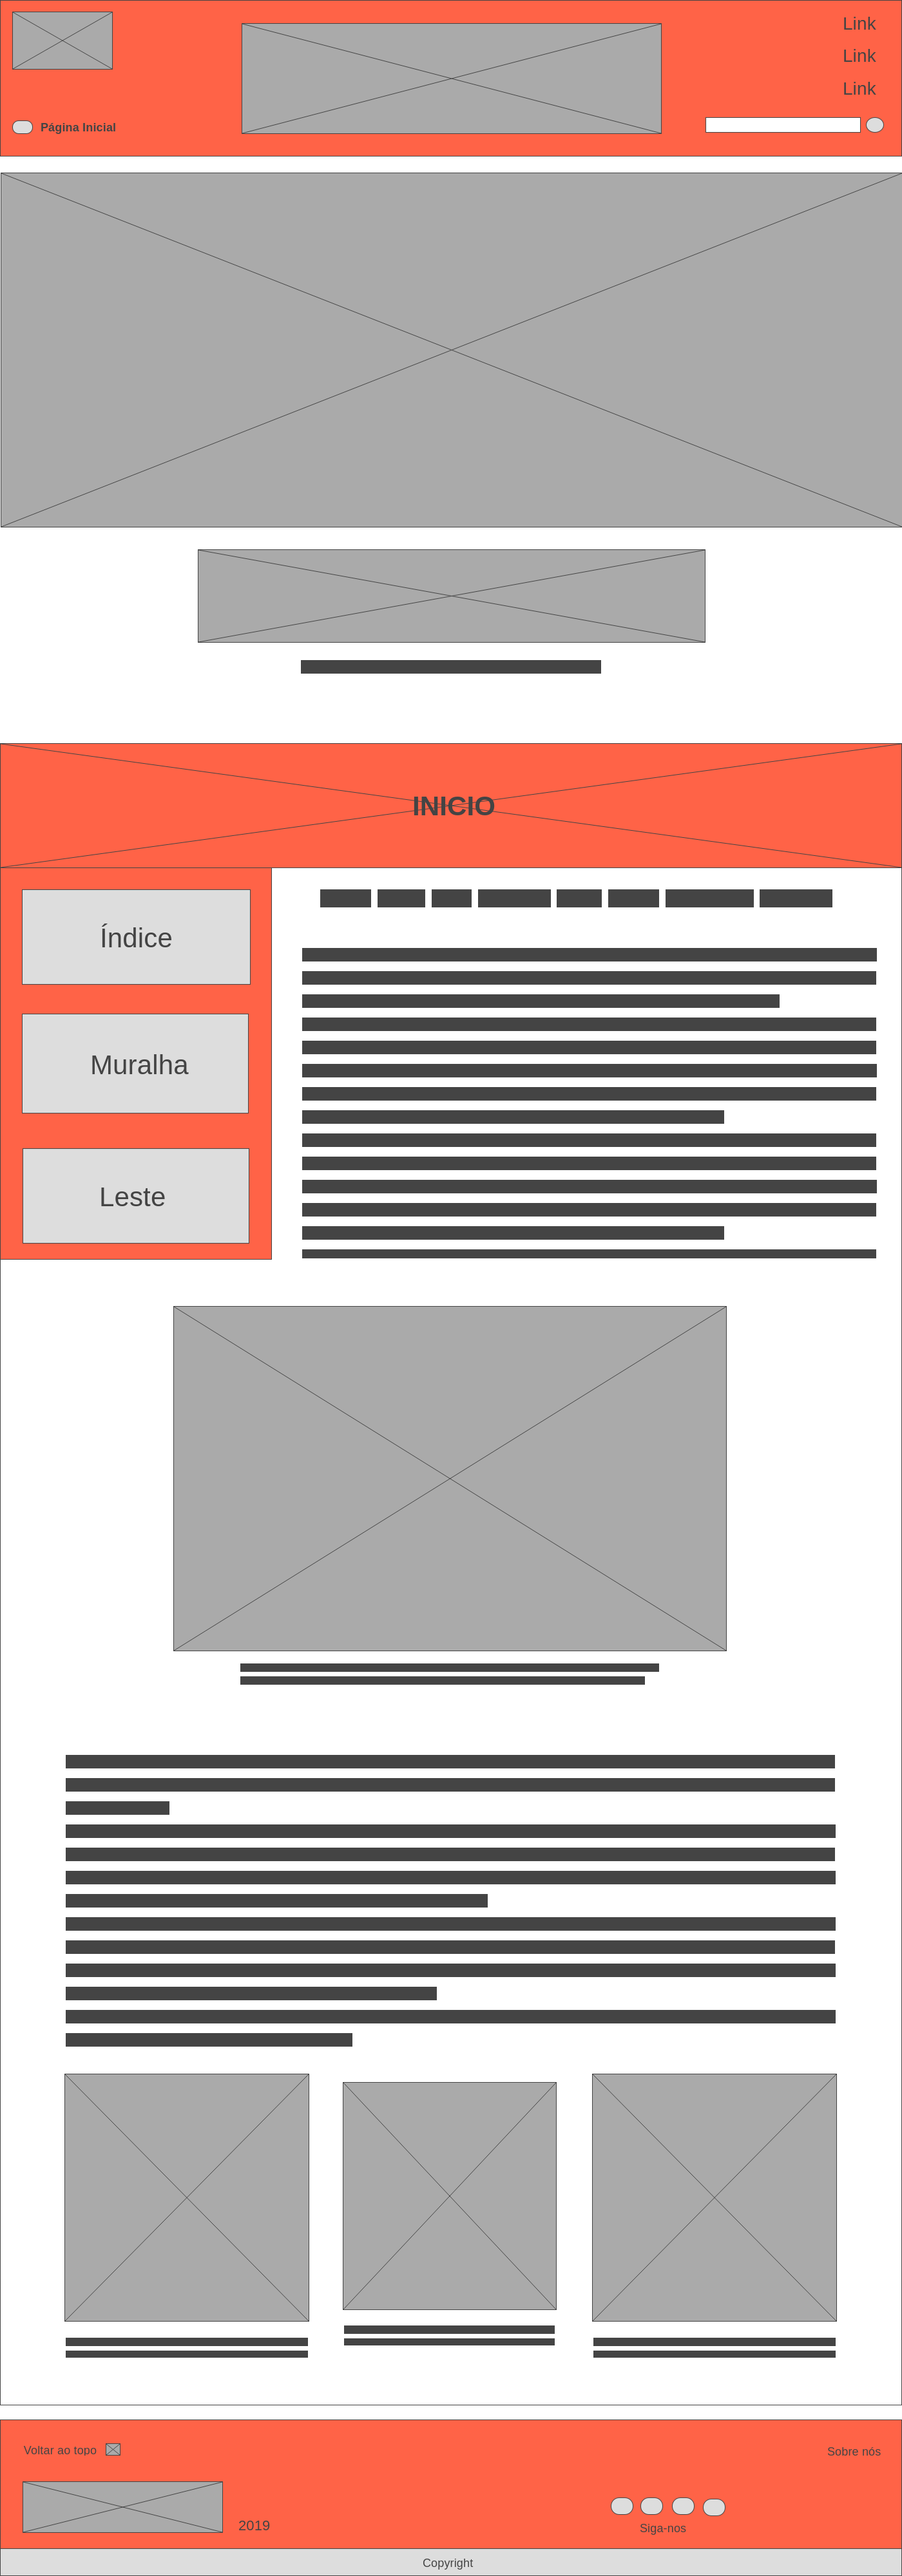 Link
Link
Link
Página Inicial
INICIO
Índice
Muralha
Leste
Voltar ao topo
Sobre nós
2019
Siga-nos
Copyright